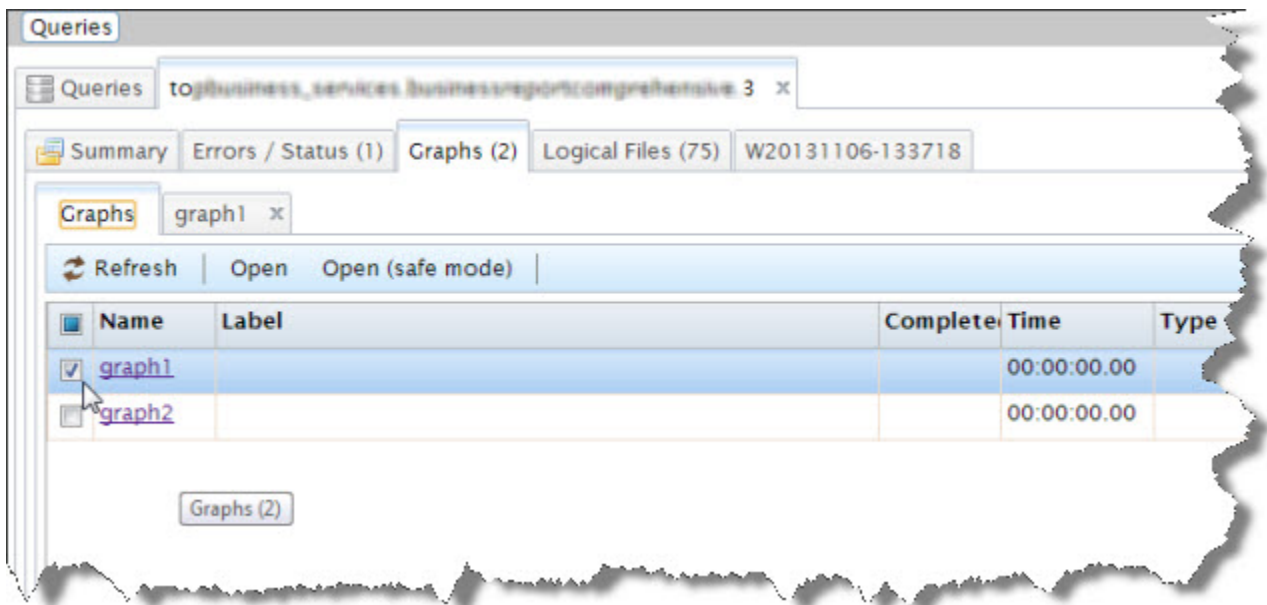 Queries
Queries to 3 x
Summary Errors / Status (1) Graphs (2) Logical Files (75) W20131106-133718
Graphs graph1 x
Refresh Open Open (safe mode)
Name Label Complete Time Type
graph1 00:00:00.00
graph2 00:00:00.00
Graphs (2)